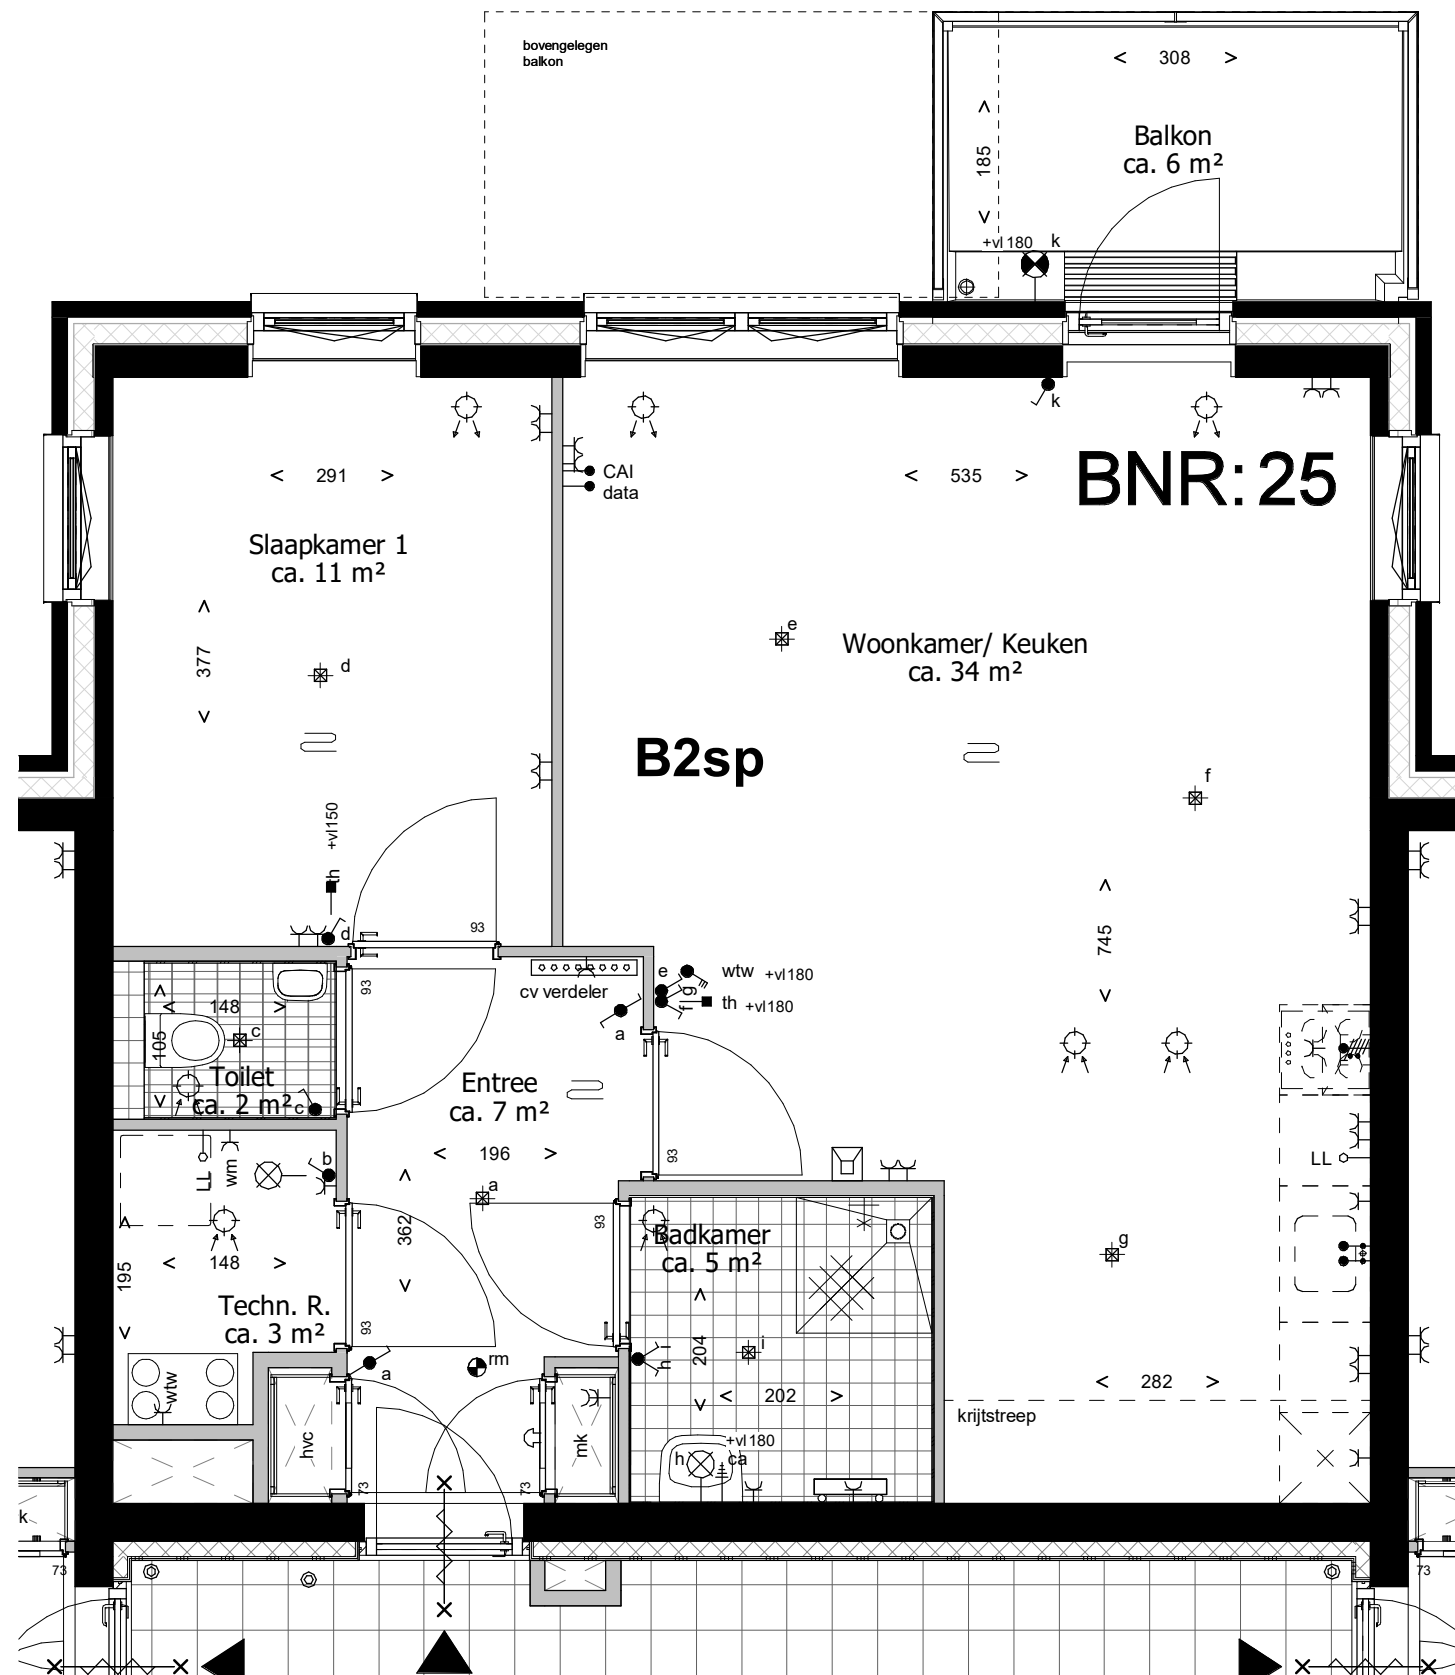 bovengelegen
balkon
308
Balkon
ca. 6 m²
185
+vl180 k
k
291
CAI
data
535
BNR: 25
Slaapkamer 1
ca. 11 m²
377
d
e
Woonkamer/ Keuken
ca. 34 m²
B2sp
f
+vl150
th
d
93
745
93
cv verdeler
e
g
f
wtw +vl180
th +vl180
a
148
105
c
Toilet
ca. 2 m²
c
Entree
ca. 7 m²
196
93
b
LL
wm
a
362
93
LL
Badkamer
ca. 5 m²
g
148
195
Techn. R.
ca. 3 m²
93
a
rm
i
h
204
i
202
282
krijtstreep
wtw
hvc
mk
+vl180
h
ca
73
73
k
73
73